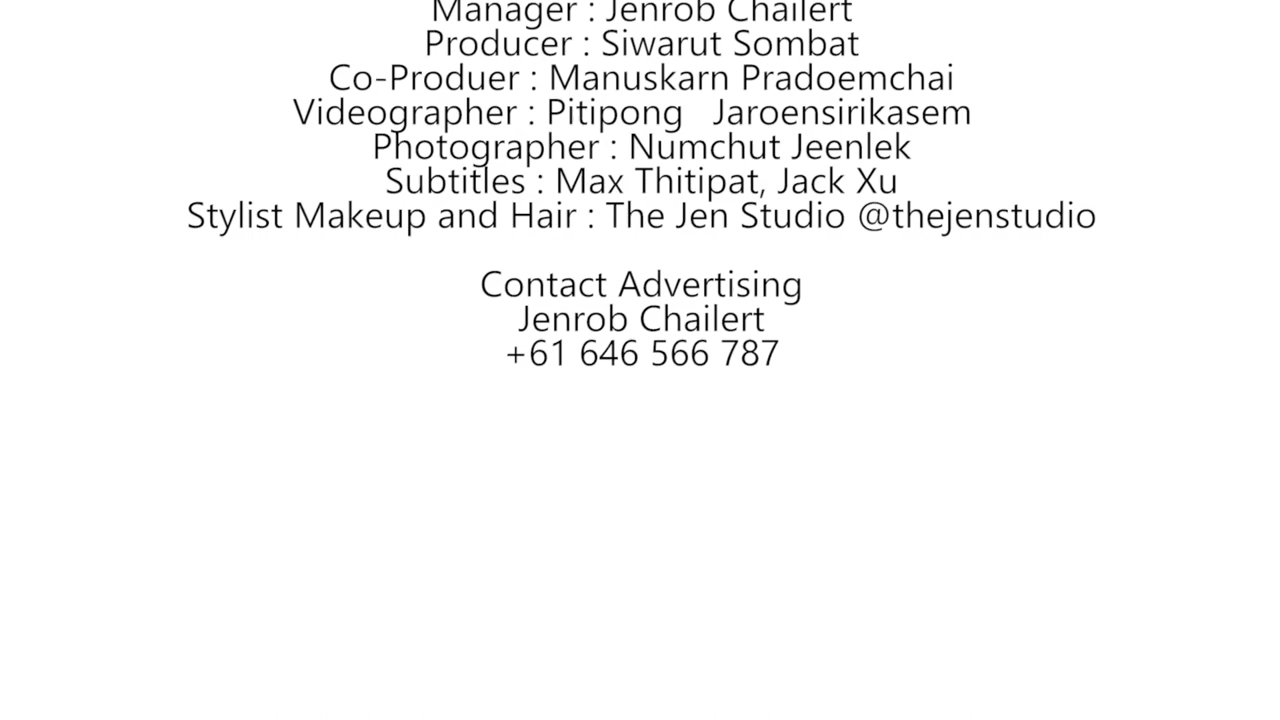 Manager : Jenrob Chailert
Producer : Siwarut Sombat
Co-Produer : Manuskarn Pradoemchai
Videographer : Pitipong   Jaroensirikasem
Photographer : Numchut Jeenlek
Subtitles : Max Thitipat, Jack Xu
Stylist Makeup and Hair : The Jen Studio @thejenstudio
Contact Advertising
Jenrob Chailert
+61 646 566 787